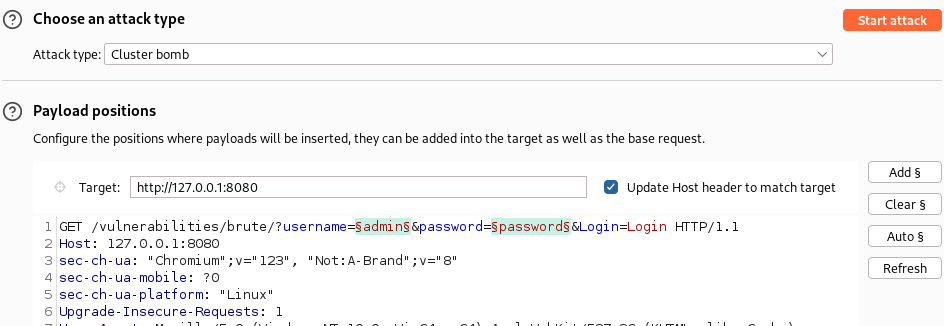 Choose an attack type
Start attack
Attack type: Cluster bomb
Payload positions
Configure the positions where payloads will be inserted, they can be added into the target as well as the base request.
Target: http://127.0.0.1:8080
Update Host header to match target
Add §
Clear §
Auto §
Refresh
1 GET /vulnerabilities/brute/?username=§admin§&password=§password§&Login=Login HTTP/1.1
2 Host: 127.0.0.1:8080
3 sec-ch-ua: "Chromium";v="123", "Not:A-Brand";v="8"
4 sec-ch-ua-mobile: ?0
5 sec-ch-ua-platform: "Linux"
6 Upgrade-Insecure-Requests: 1